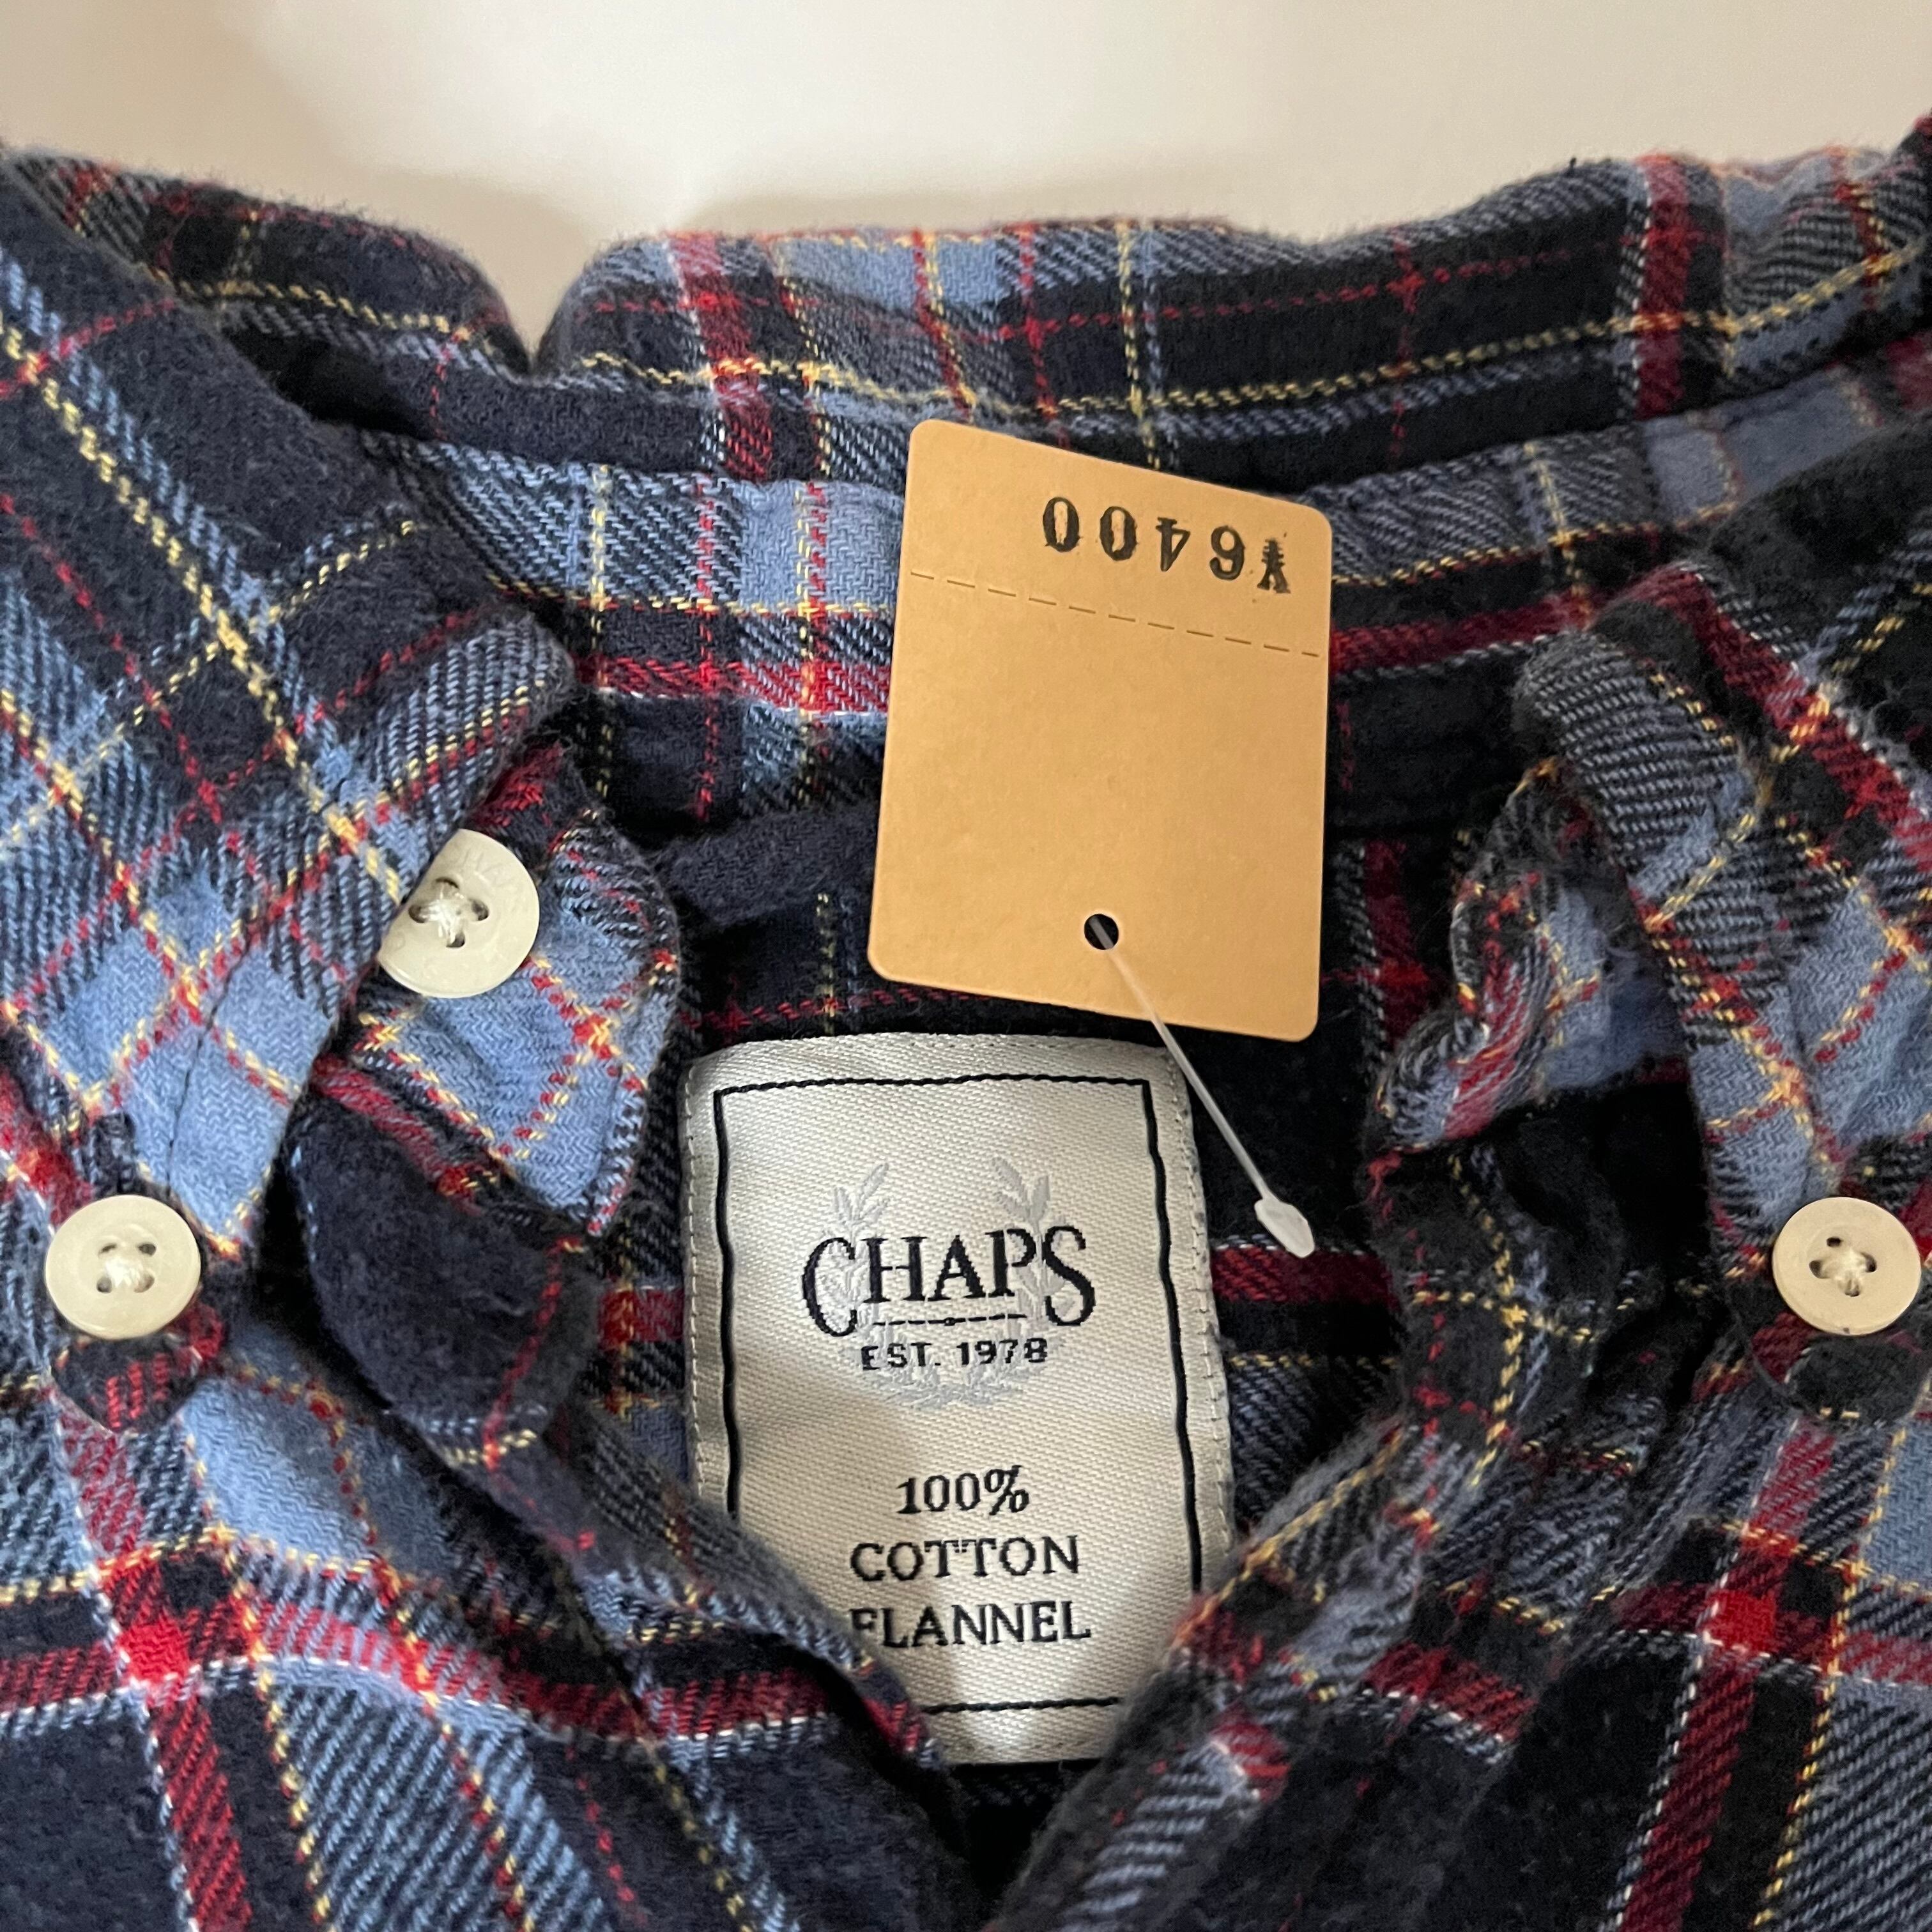 ¥6400
CHAPS
EST. 1978
100%
COTTON
FLANNEL